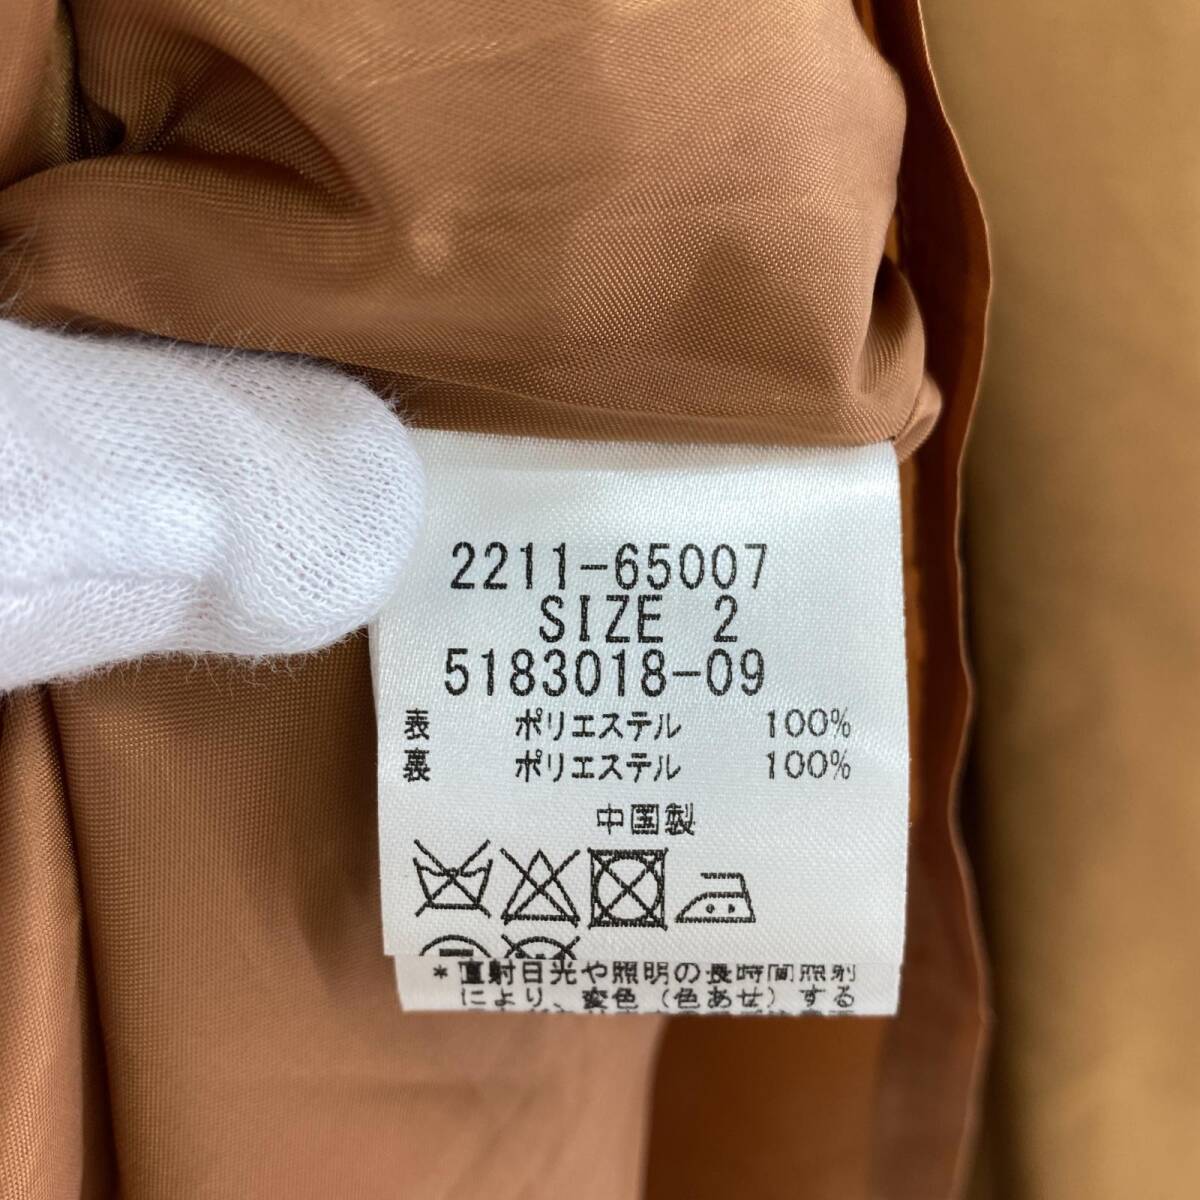 2211-65007
SIZE 2
5183018-09
表 ポリエステル 100%
裏 ポリエステル 100%
中国製
*直射日光や照明の長時間照射
により、変色(色あせ)する